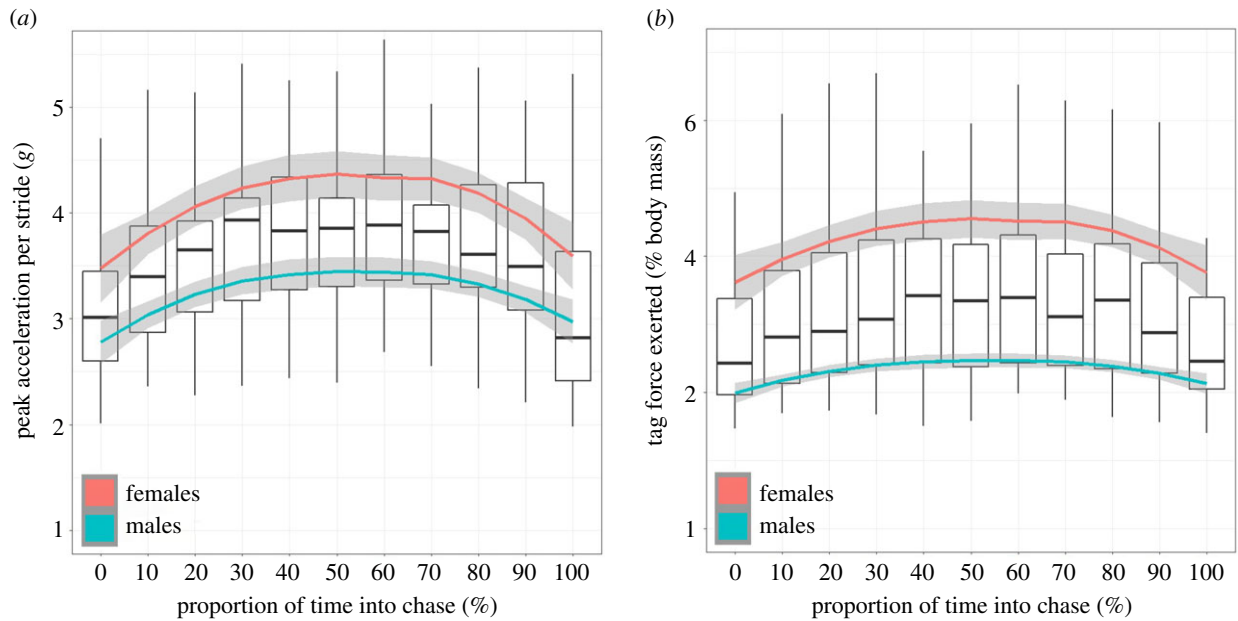 (a)
peak acceleration per stride (g)
5
4
3
2
1
females
males
0 10 20 30 40 50 60 70 80 90 100
proportion of time into chase (%)
(b)
tag force exerted (% body mass)
6
4
2
1
females
males
0 10 20 30 40 50 60 70 80 90 100
proportion of time into chase (%)